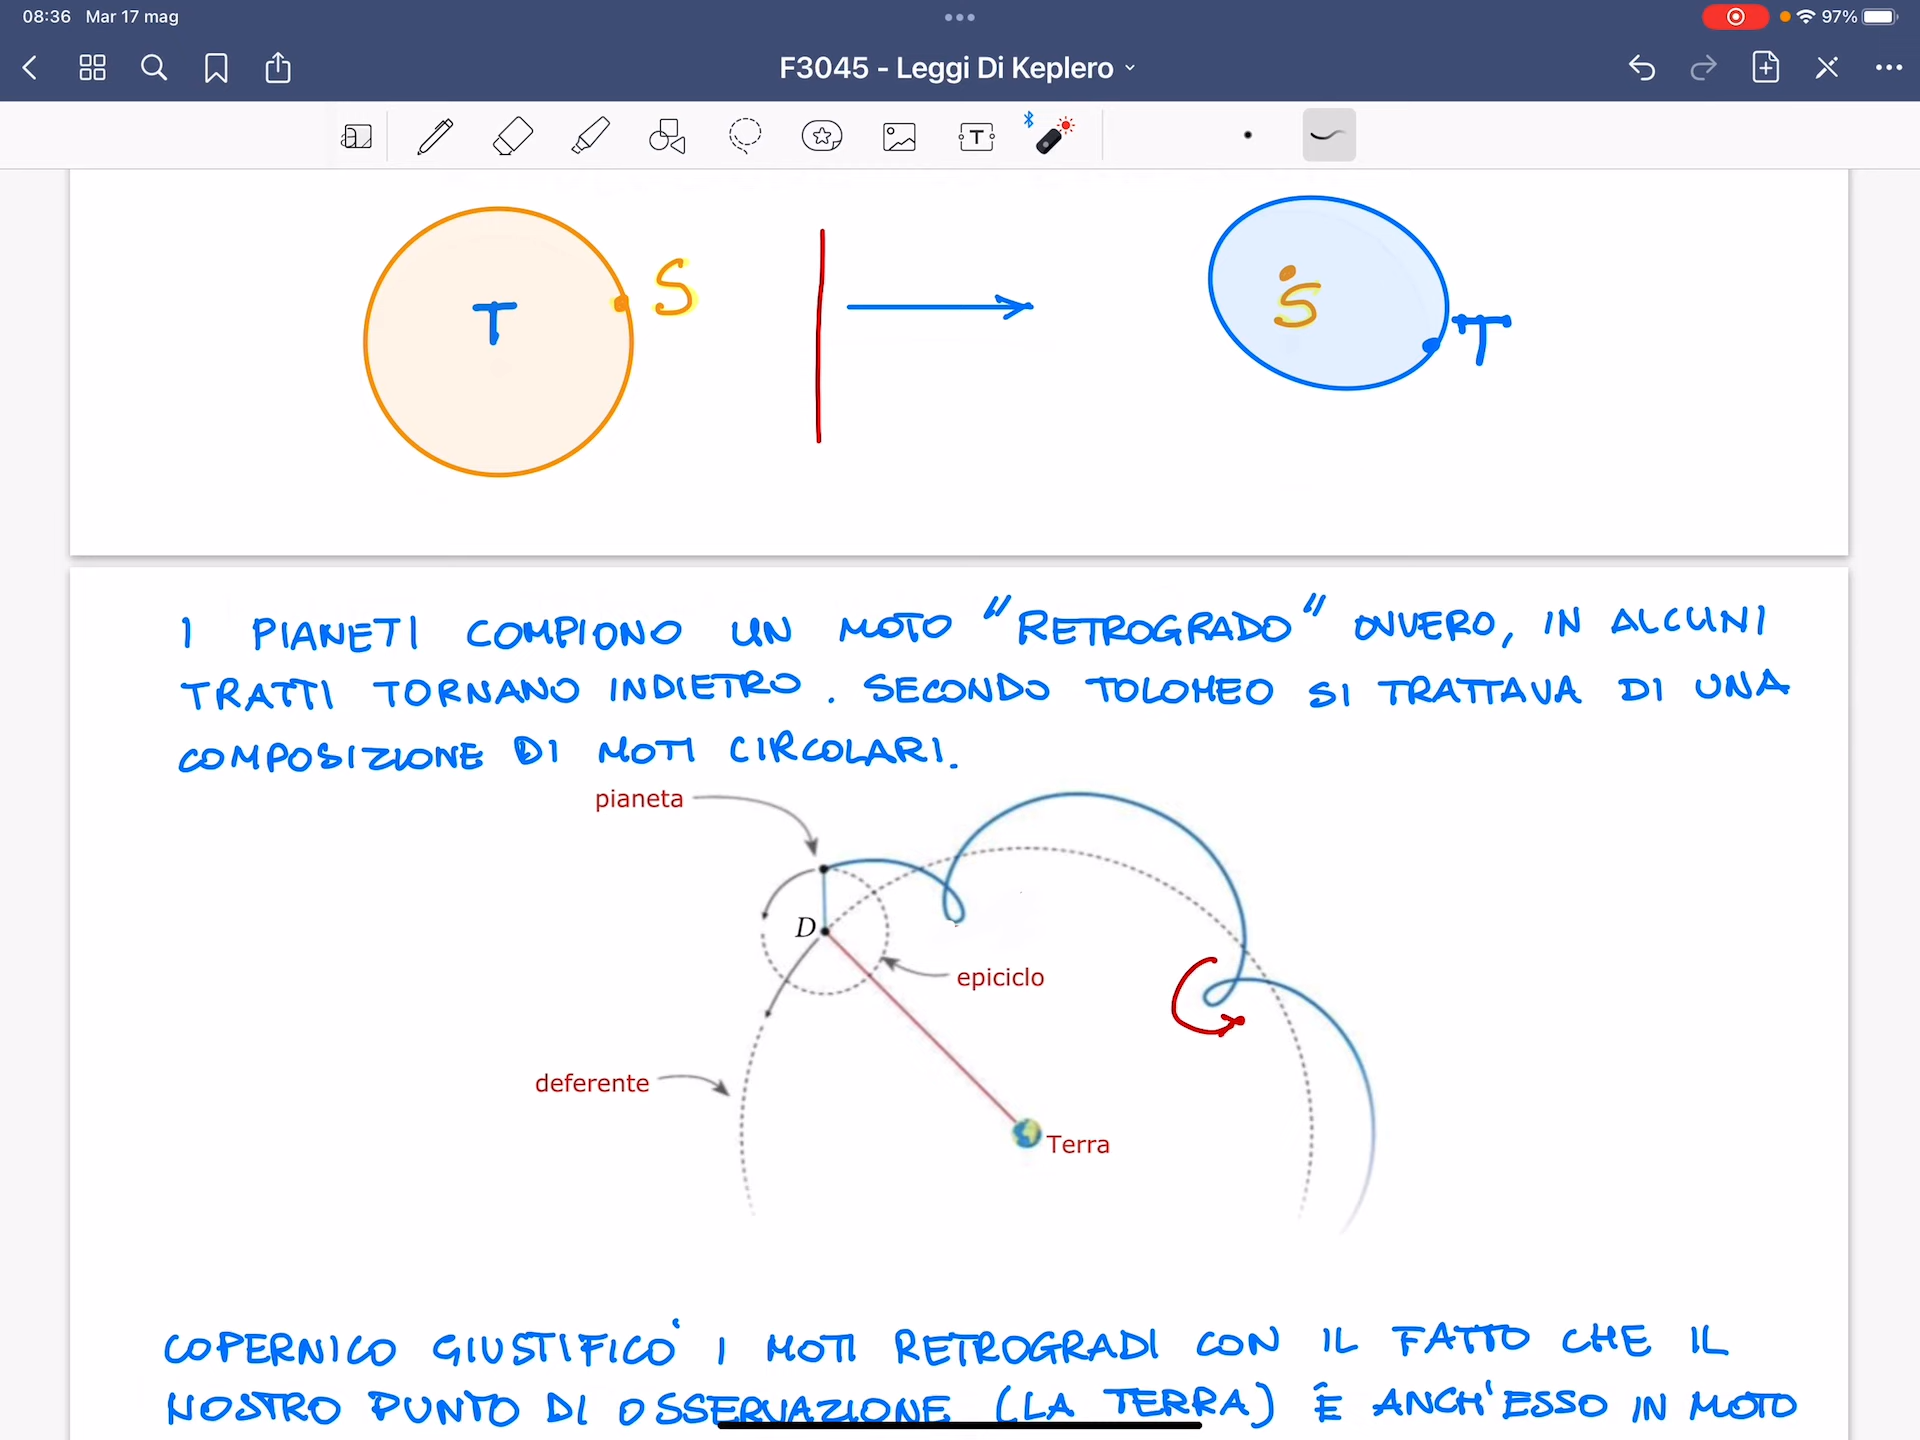 08:36 Mar 17 mag
97%
F3045 - Leggi Di Keplero
T
S
S
T
I PIANETI COMPIONO UN MOTO "RETROGRADO" OVVERO, IN ALCUNI
TRATTI TORNANO INDIETRO. SECONDO TOLOMEO SI TRATTAVA DI UNA
COMPOSIZIONE DI MOTI CIRCOLARI.
pianeta
D
epiciclo
deferente
Terra
COPERNICO GIUSTIFICO' I MOTI RETROGRADI CON IL FATTO CHE IL
NOSTRO PUNTO DI OSSERVAZIONE (LA TERRA) È ANCH'ESSO IN MOTO